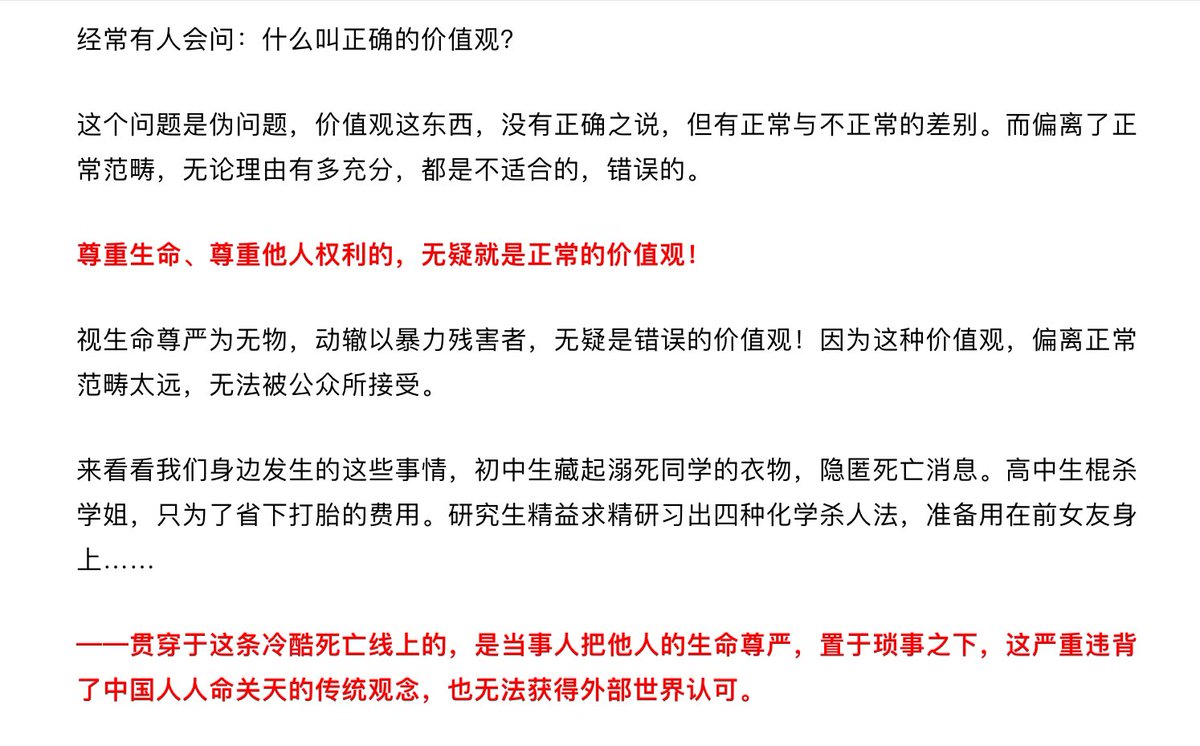 经常有人会问：什么叫正确的价值观？
这个问题是伪问题，价值观这东西，没有正确之说，但有正常与不正常的差别。而偏离了正
常范畴，无论理由有多充分，都是不适合的，错误的。
尊重生命、尊重他人权利的，无疑就是正常的价值观！
视生命尊严为无物，动辙以暴力残害者，无疑是错误的价值观！因为这种价值观，偏离正常
范畴太远，无法被公众所接受。
来看看我们身边发生的这些事情，初中生藏起溺死同学的衣物，隐匿死亡消息。高中生棍杀
学姐，只为了省下打胎的费用。研究生精益求精研习出四种化学杀人法，准备用在前女友身
上……
——贯穿于这条冷酷死亡线上的，是当事人把他人的生命尊严，置于琐事之下，这严重违背
了中国人人命关天的传统观念，也无法获得外部世界认可。